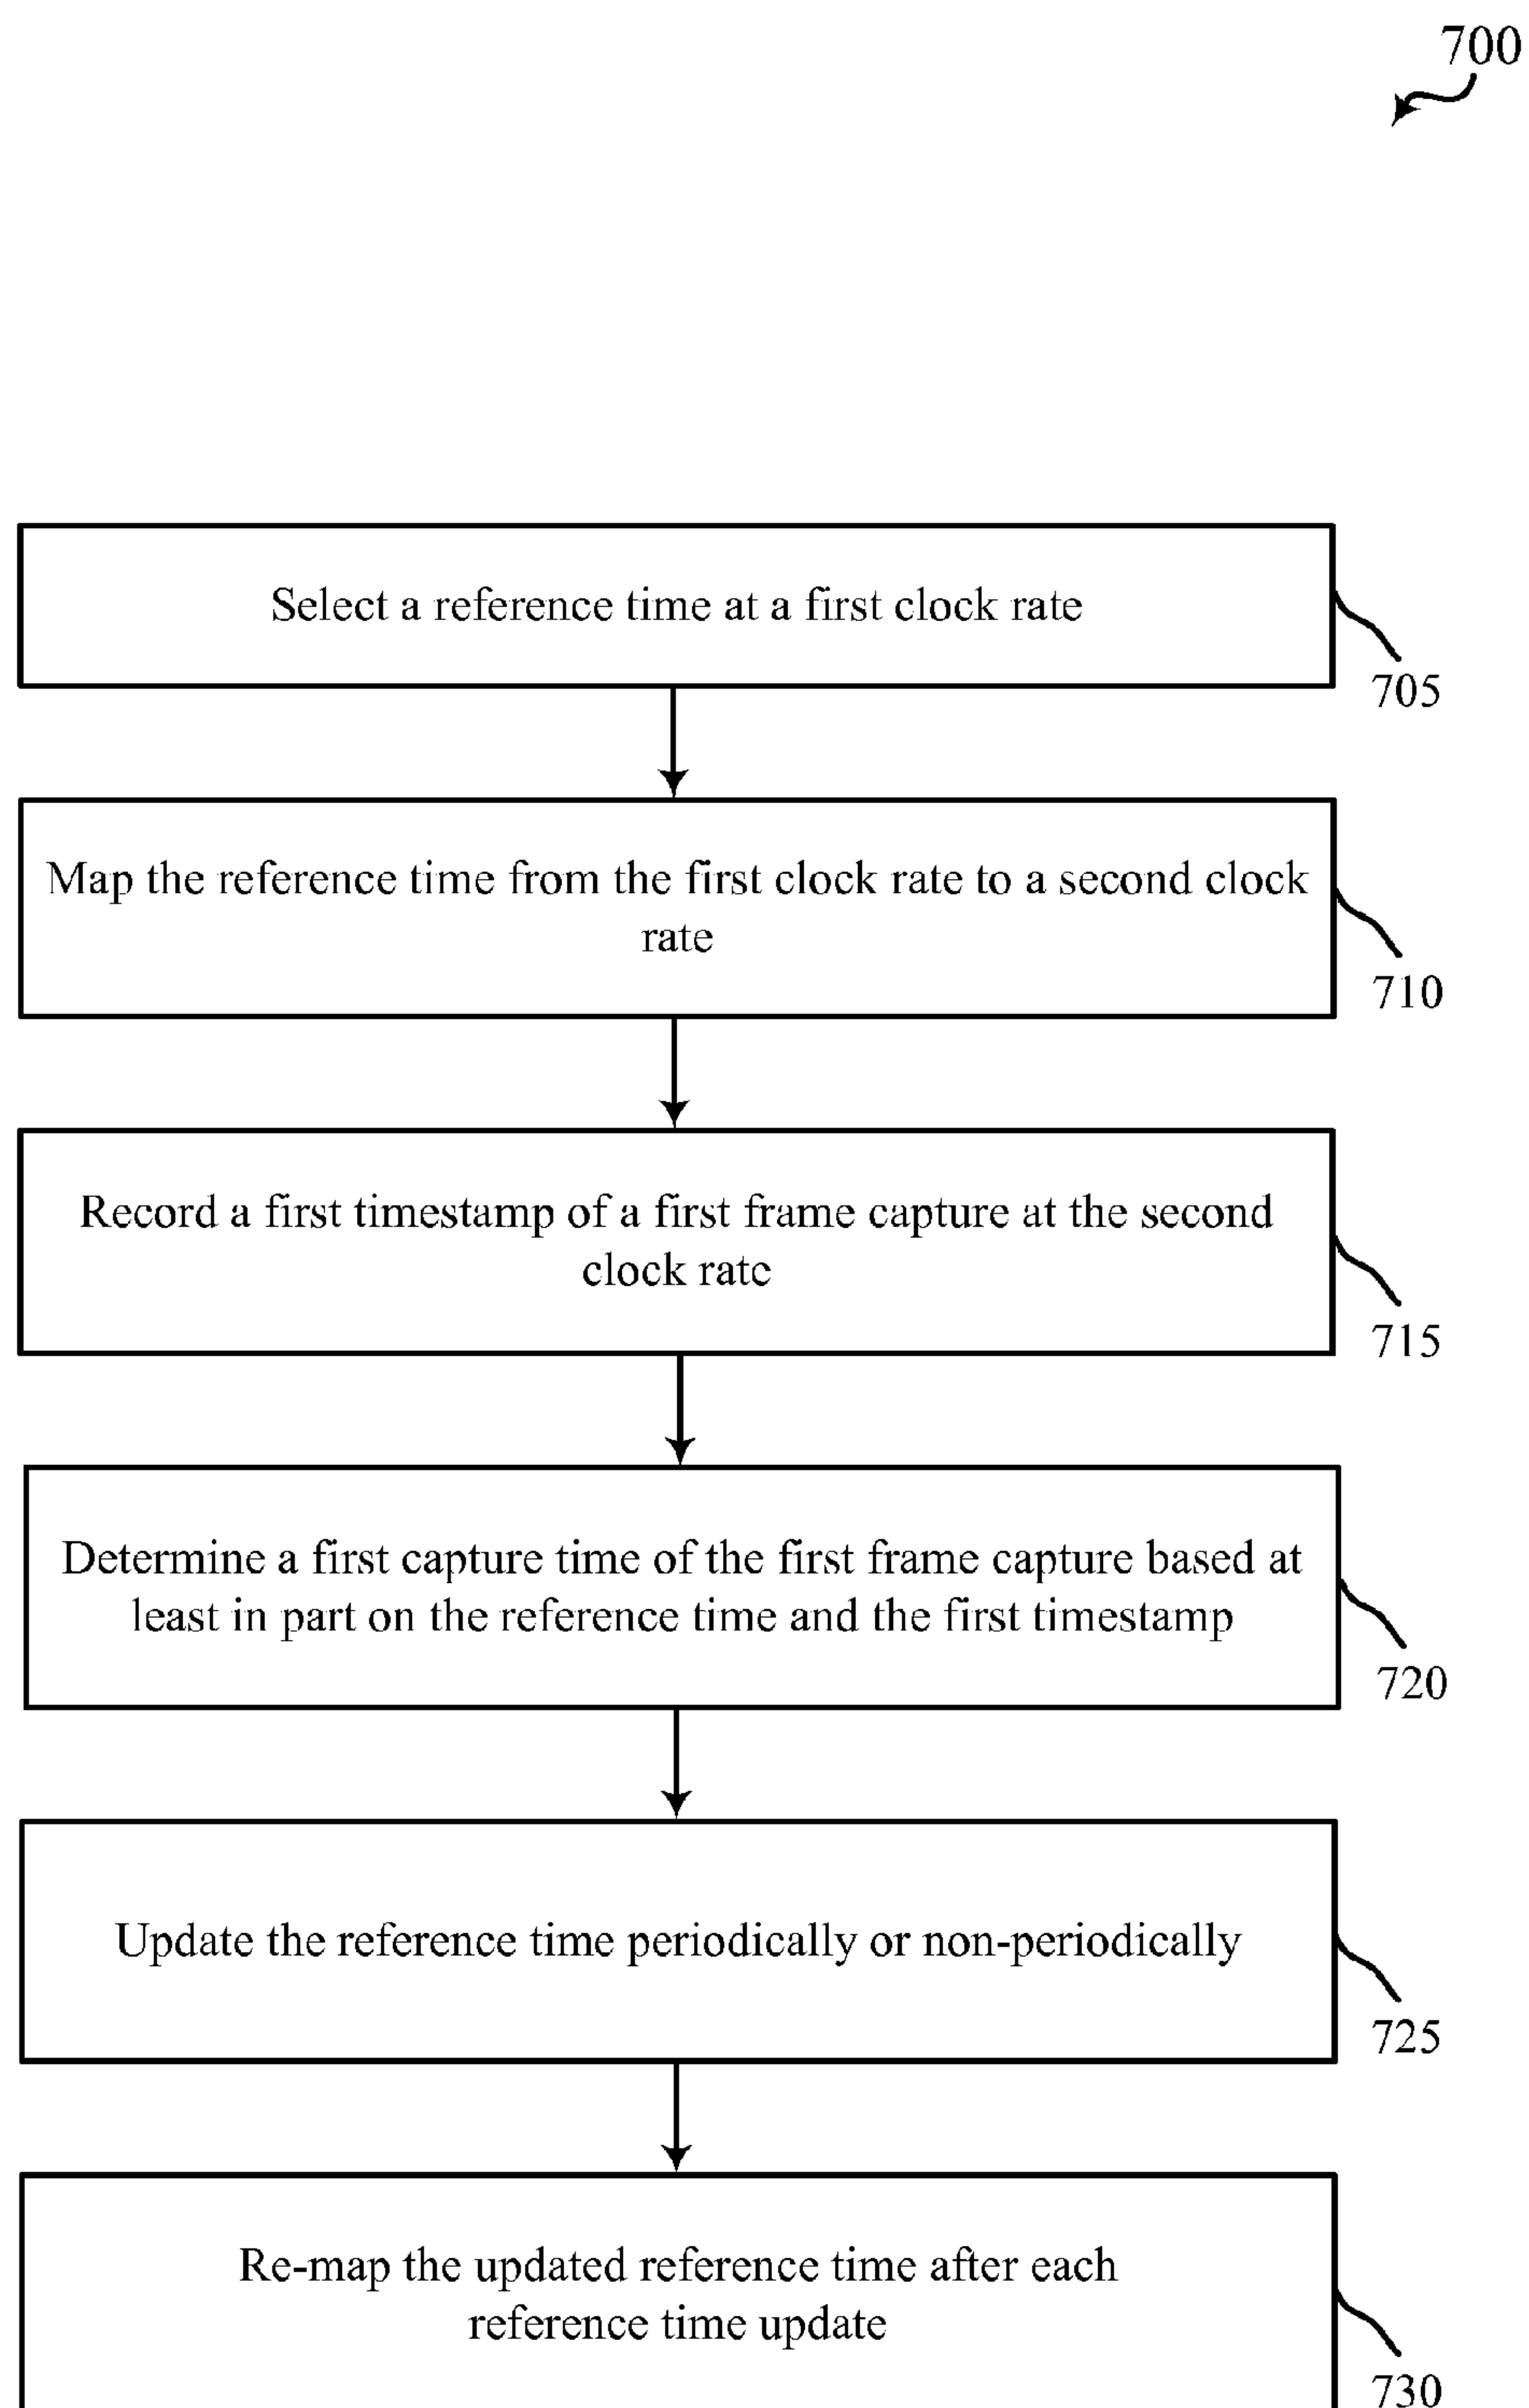 700
Select a reference time at a first clock rate
705
Map the reference time from the first clock rate to a second clock
rate
710
Record a first timestamp of a first frame capture at the second
clock rate
715
Determine a first capture time of the first frame capture based at
least in part on the reference time and the first timestamp
720
Update the reference time periodically or non-periodically
725
Re-map the updated reference time after each
reference time update
730